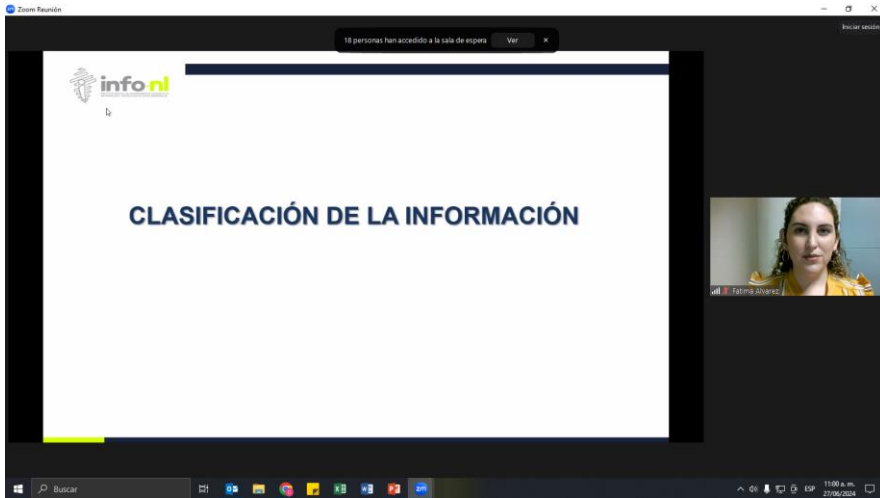 Zoom Reunión
Iniciar sesión
18 personas han accedido a la sala de espera Ver
info nl
CLASIFICACIÓN DE LA INFORMACIÓN
Fatima Alvarez
Buscar
ESP
11:00 a. m.
27/06/2024